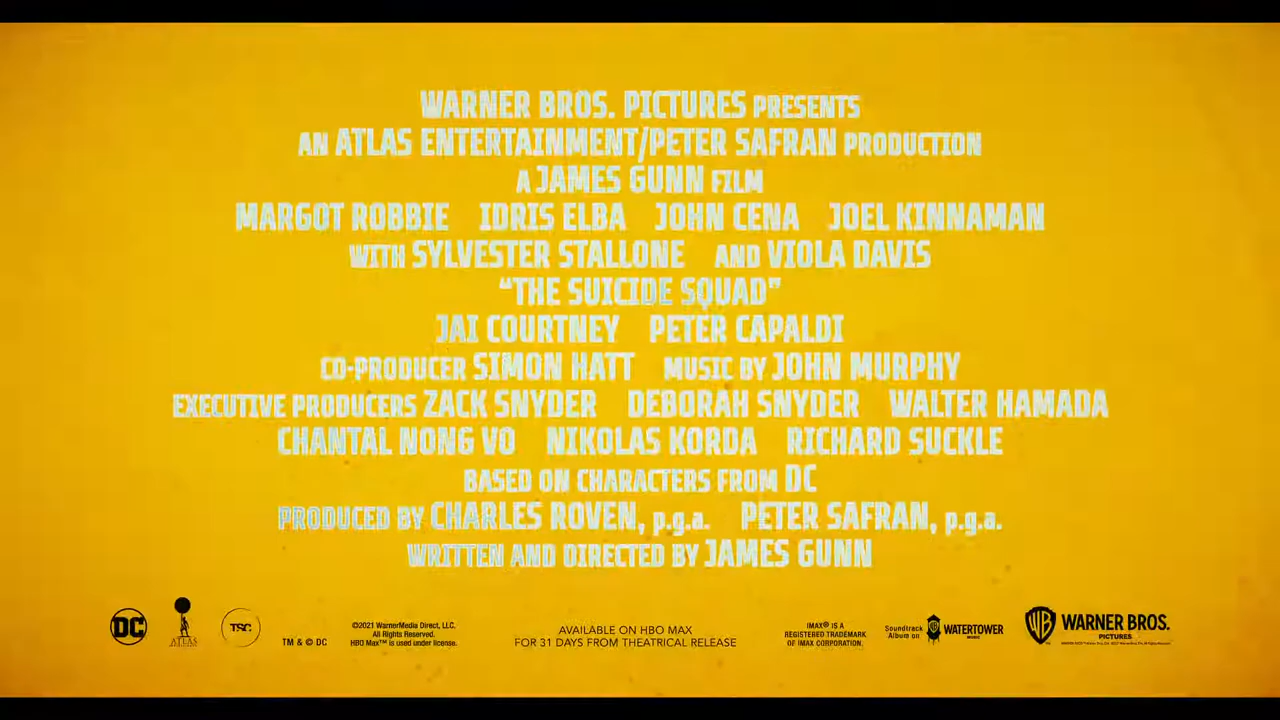 WARNER BROS. PICTURES PRESENTS
AN ATLAS ENTERTAINMENT/PETER SAFRAN PRODUCTION
A JAMES GUNN FILM
MARGOT ROBBIE IDRIS ELBA JOHN CENA JOEL KINNAMAN
WITH SYLVESTER STALLONE AND VIOLA DAVIS
“THE SUICIDE SQUAD”
JAI COURTNEY PETER CAPALDI
CO-PRODUCER SIMON HATT MUSIC BY JOHN MURPHY
EXECUTIVE PRODUCERS ZACK SNYDER DEBORAH SNYDER WALTER HAMADA
CHANTAL NONG VO NIKOLAS KORDA RICHARD SUCKLE
BASED ON CHARACTERS FROM DC
PRODUCED BY CHARLES ROVEN, p.g.a. PETER SAFRAN, p.g.a.
WRITTEN AND DIRECTED BY JAMES GUNN
DC
ATLAS
TSC
TM & © DC
©2021 WarnerMedia Direct, LLC.
All Rights Reserved.
HBO Max™ is used under license.
AVAILABLE ON HBO MAX
FOR 31 DAYS FROM THEATRICAL RELEASE
IMAX® IS A
REGISTERED TRADEMARK
OF IMAX CORPORATION.
Soundtrack
Album on
WATERTOWER
MUSIC
WB
WARNER BROS.
PICTURES